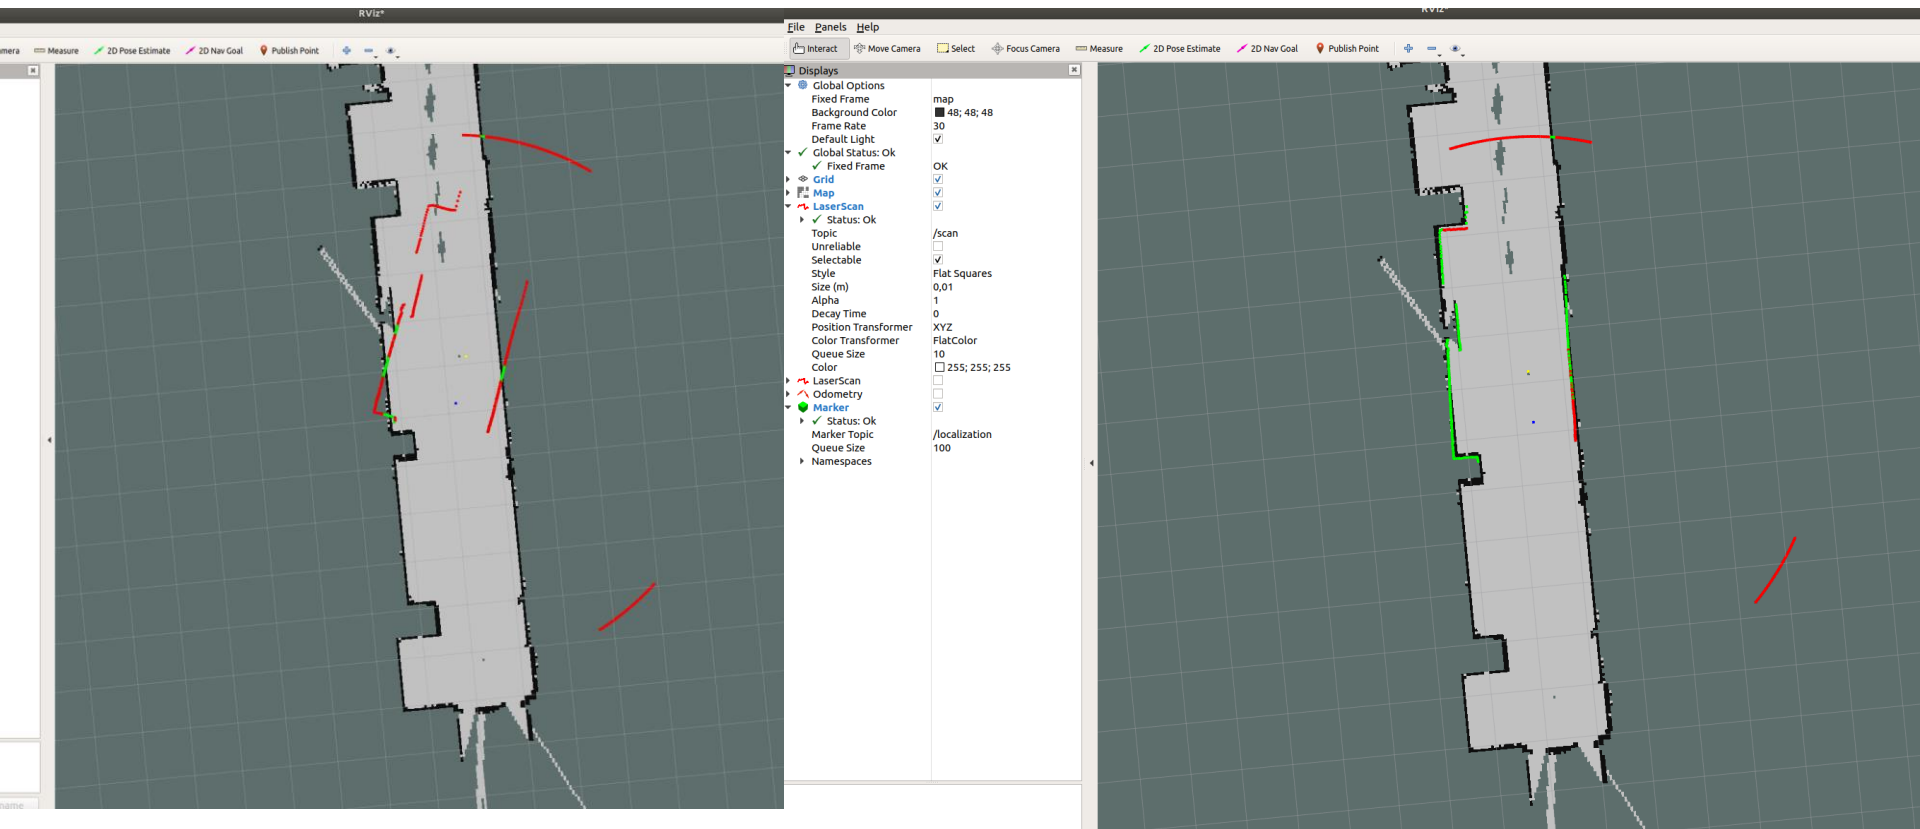 RViz*
mera Measure 2D Pose Estimate 2D Nav Goal Publish Point
name
RViz*
File Panels Help
Interact Move Camera Select Focus Camera Measure 2D Pose Estimate 2D Nav Goal Publish Point
Displays
Global Options
Fixed Frame map
Background Color 48; 48; 48
Frame Rate 30
Default Light
Global Status: Ok
Fixed Frame OK
Grid
Map
LaserScan
Status: Ok
Topic /scan
Unreliable
Selectable
Style Flat Squares
Size (m) 0,01
Alpha 1
Decay Time 0
Position Transformer XYZ
Color Transformer FlatColor
Queue Size 10
Color 255; 255; 255
LaserScan
Odometry
Marker
Status: Ok
Marker Topic /localization
Queue Size 100
Namespaces